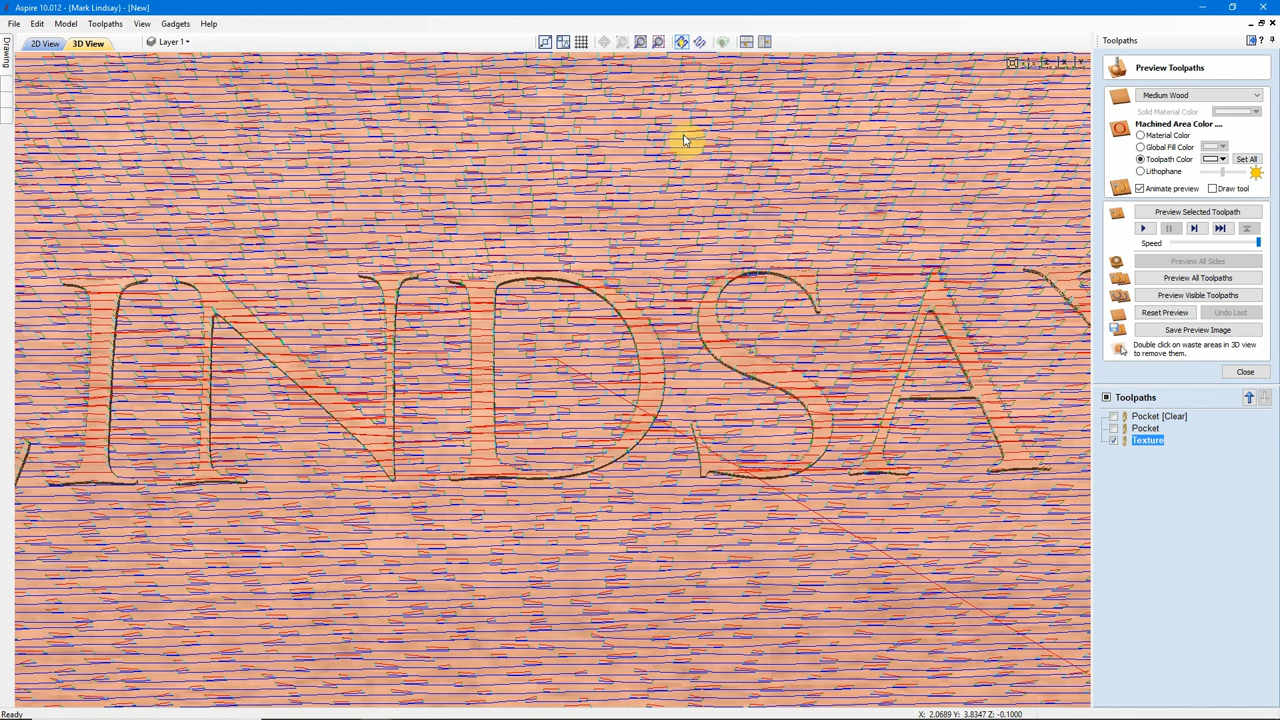 Aspire 10.012 - {Mark Lindsay} - [New]
File Edit Model Toolpaths View Gadgets Help
2D View 3D View Layer 1
Toolpaths
Drawing
Preview Toolpaths
Medium Wood
Solid Material Color
Machined Area Color ....
Material Color
Global Fill Color
Toolpath Color Set All
Lithophane
Animate preview Draw tool
Preview Selected Toolpath
Speed
Preview All Sides
Preview All Toolpaths
Preview Visible Toolpaths
Reset Preview Undo Last
Save Preview Image
Double click on waste areas in 3D view
to remove them.
Close
INDSA
Toolpaths
Pocket [Clear]
Pocket
Texture
Ready X: 2.0689 Y: 3.8347 Z: -0.1000